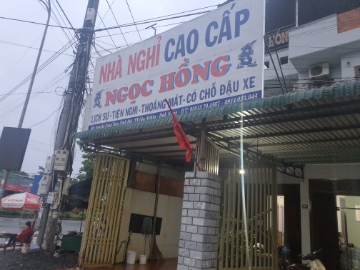 NHÀ NGHỈ CAO CẤP
NGỌC HỒNG
LỊCH SỰ - TIỆN NGHI - THOÁNG MÁT - CÓ CHỖ ĐẬU XE